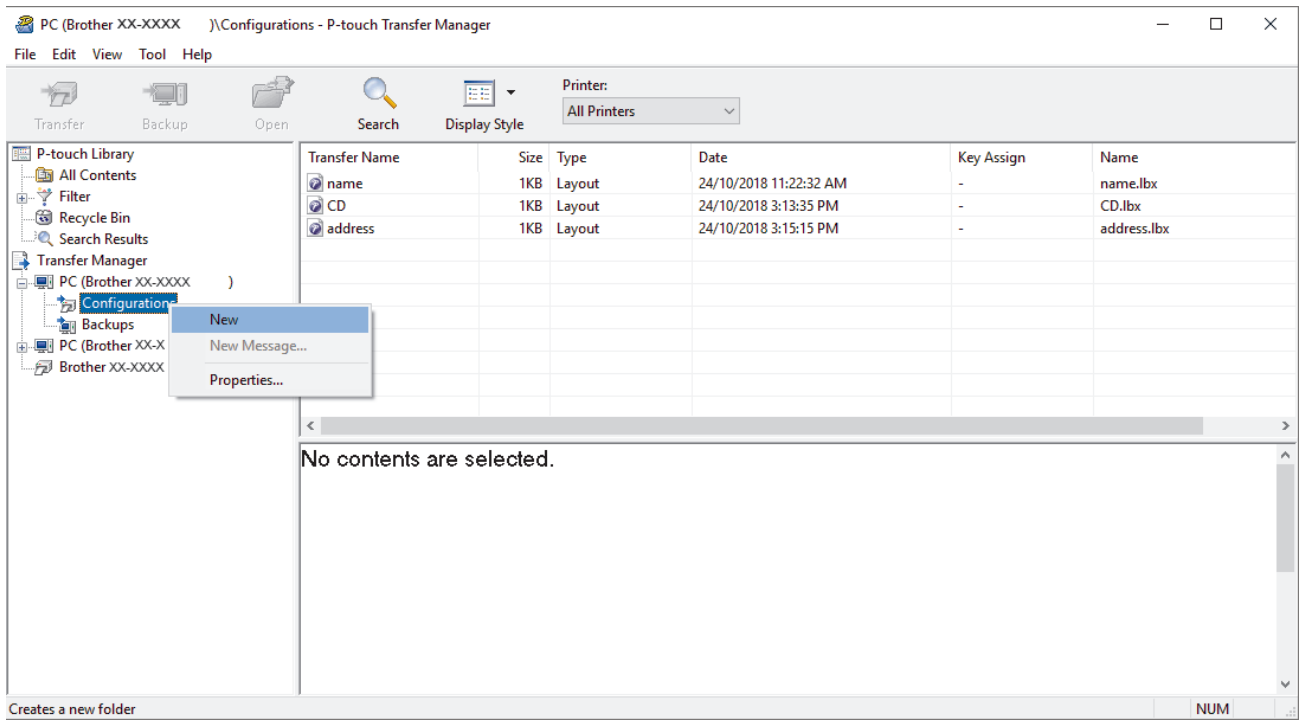 PC (Brother XX-XXXX )\Configurations - P-touch Transfer Manager
File Edit View Tool Help
Transfer Backup Open Search Display Style
Printer:
All Printers
P-touch Library
All Contents
Filter
Recycle Bin
Search Results
Transfer Manager
PC (Brother XX-XXXX )
Configurations
Backups
PC (Brother XX-X
Brother XX-XXXX
New
New Message...
Properties...
Transfer Name Size Type Date Key Assign Name
name 1KB Layout 24/10/2018 11:22:32 AM - name.lbx
CD 1KB Layout 24/10/2018 3:13:35 PM - CD.lbx
address 1KB Layout 24/10/2018 3:15:15 PM - address.lbx
No contents are selected.
Creates a new folder NUM